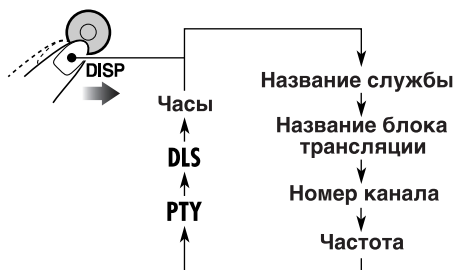 DISP
Название службы
Название блока
трансляции
Номер канала
Частота
PTY
DLS
Часы